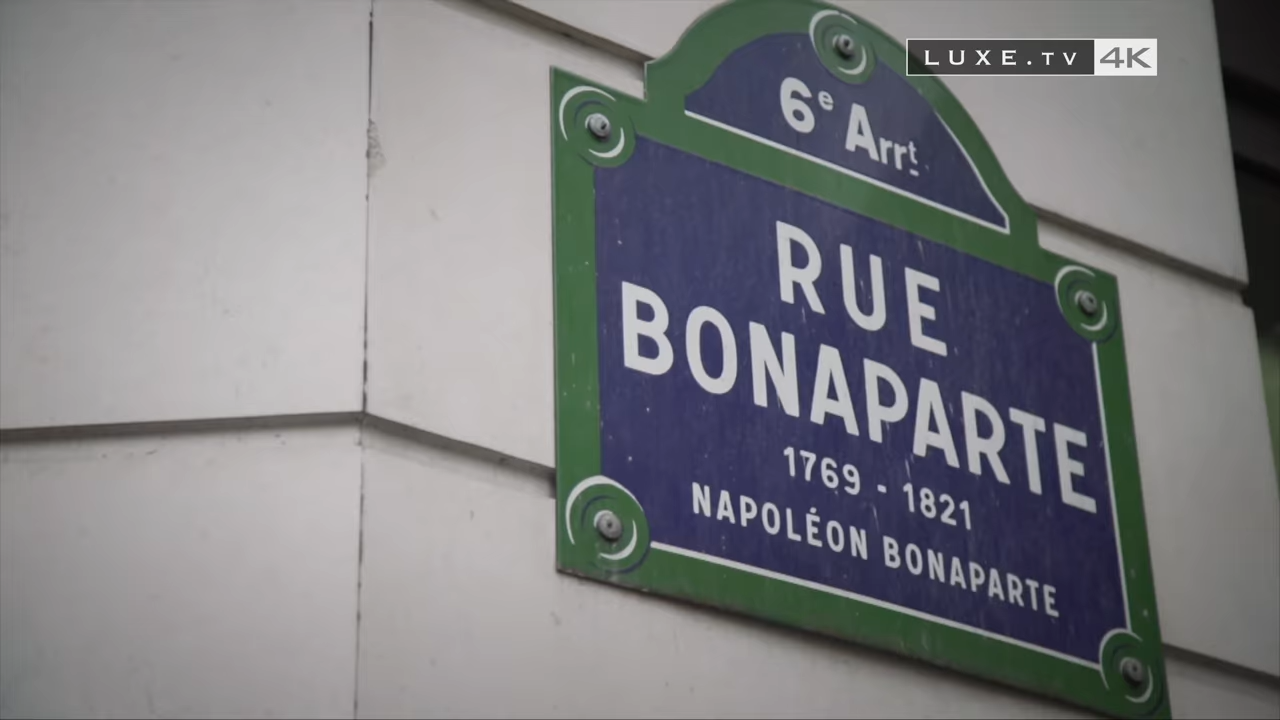 LUXE.TV 4K
6e Arrt
RUE
BONAPARTE
1769 - 1821
NAPOLÉON BONAPARTE